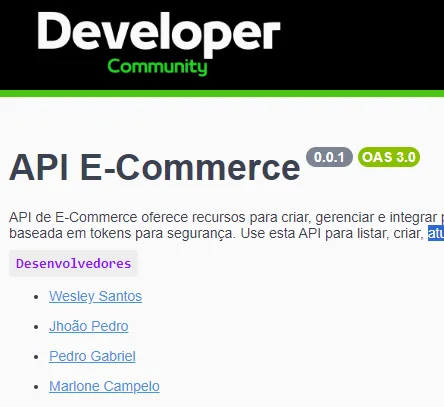 Developer
Community
API E-Commerce 0.0.1 OAS 3.0
API de E-Commerce oferece recursos para criar, gerenciar e integrar
baseada em tokens para segurança. Use esta API para listar, criar,
Desenvolvedores
Wesley Santos
Jhoão Pedro
Pedro Gabriel
Marlone Campelo